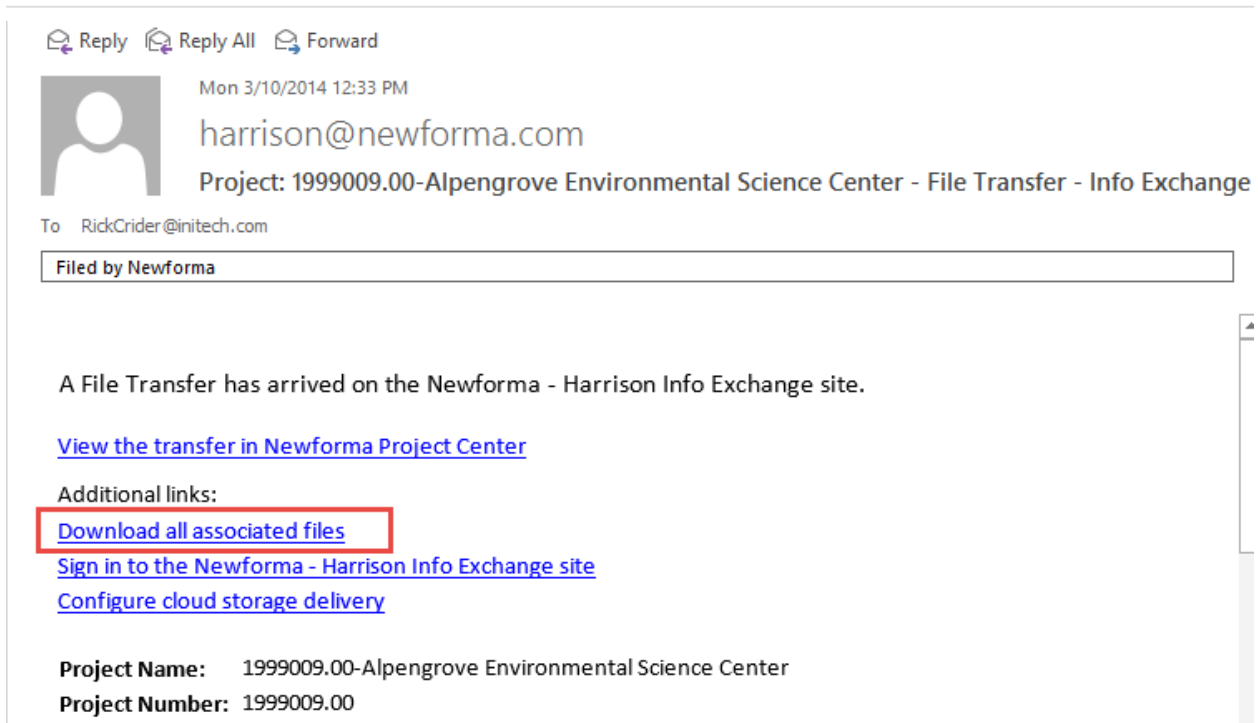 Reply Reply All Forward
Mon 3/10/2014 12:33 PM
harrison@newforma.com
Project: 1999009.00-Alpengrove Environmental Science Center - File Transfer - Info Exchange
To RickCrider@initech.com
Filed by Newforma
A File Transfer has arrived on the Newforma - Harrison Info Exchange site.
View the transfer in Newforma Project Center
Additional links:
Download all associated files
Sign in to the Newforma - Harrison Info Exchange site
Configure cloud storage delivery
Project Name: 1999009.00-Alpengrove Environmental Science Center
Project Number: 1999009.00